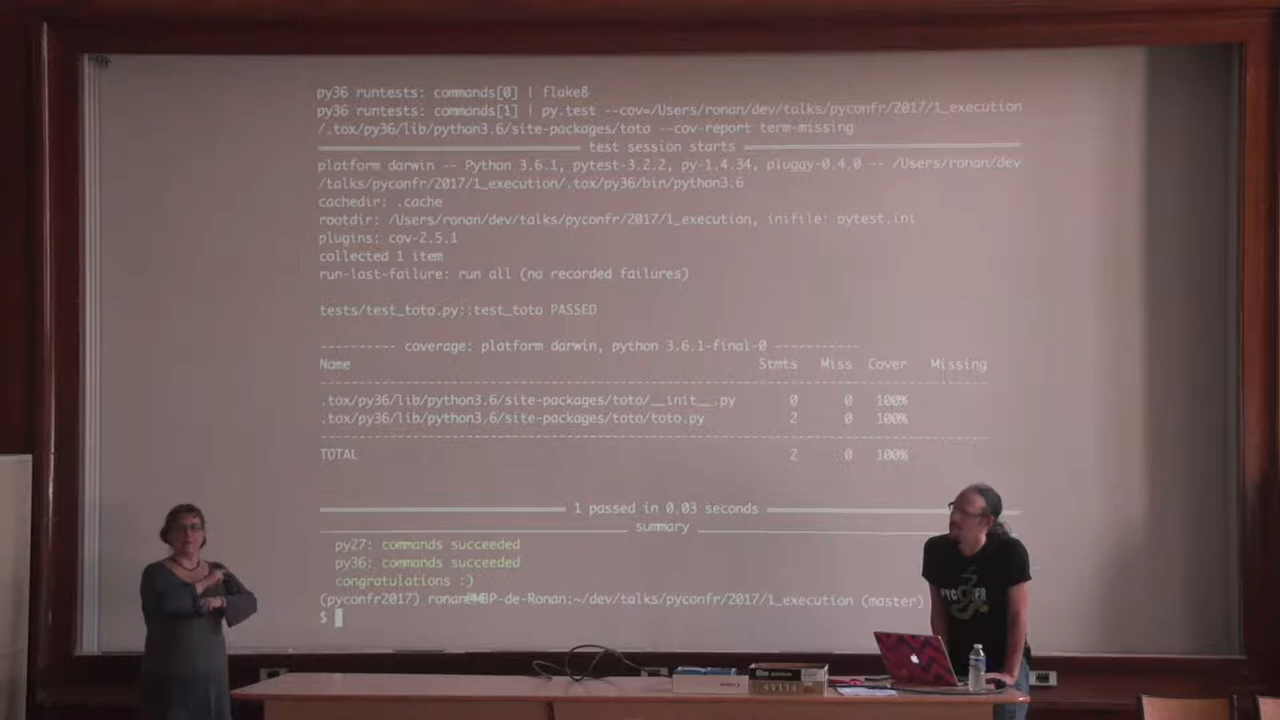 py36 runtests: commands[0] | flake8
py36 runtests: commands[1] | py.test --cov=/Users/ronan/dev/talks/pyconfr/2017/1_execution
/.tox/py36/lib/python3.6/site-packages/toto --cov-report term-missing
test session starts
platform darwin -- Python 3.6.1, pytest-3.2.2, py-1.4.34, pluggy-0.4.0 -- /Users/ronan/dev
/talks/pyconfr/2017/1_execution/.tox/py36/bin/python3.6
cachedir: .cache
rootdir: /Users/ronan/dev/talks/pyconfr/2017/1_execution, inifile: pytest.ini
plugins: cov-2.5.1
collected 1 item
run-last-failure: run all (no recorded failures)
tests/test_toto.py::test_toto PASSED
---------- coverage: platform darwin, python 3.6.1-final-0 ----------
Name Stmts Miss Cover Missing
.tox/py36/lib/python3.6/site-packages/toto/__init__.py 0 0 100%
.tox/py36/lib/python3.6/site-packages/toto/toto.py 2 0 100%
TOTAL 2 0 100%
1 passed in 0.03 seconds
summary
py27: commands succeeded
py36: commands succeeded
congratulations :)
(pyconfr2017) ronan@MBP-de-Ronan:~/dev/talks/pyconfr/2017/1_execution (master)
$